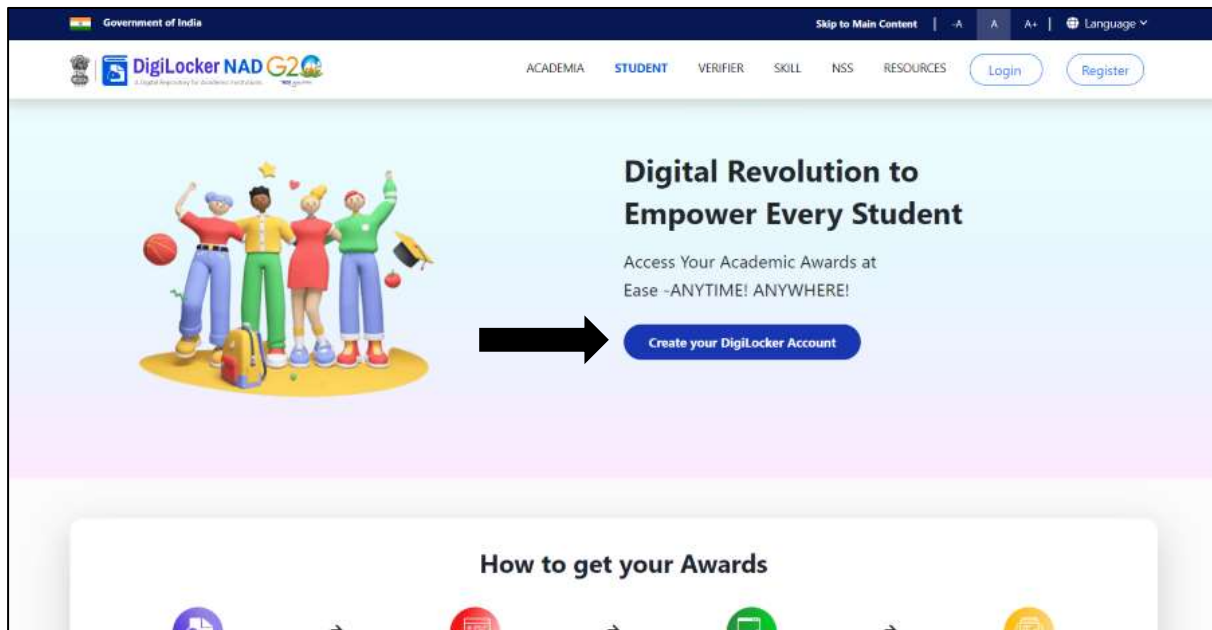 Government of India
Skip to Main Content | -A A A+ | Language
DigiLocker NAD G20
ACADEMIA STUDENT VERIFIER SKILL NSS RESOURCES Login Register
Digital Revolution to
Empower Every Student
Access Your Academic Awards at
Ease -ANYTIME! ANYWHERE!
Create your DigiLocker Account
How to get your Awards